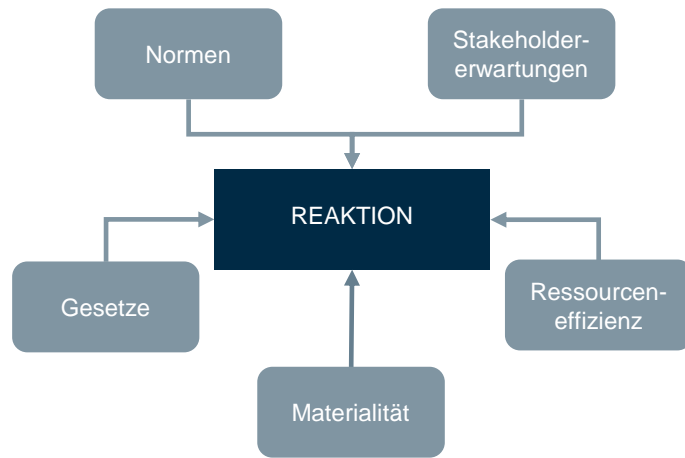 Normen
Stakeholder-
erwartungen
REAKTION
Gesetze
Ressourcen-
effizienz
Materialität